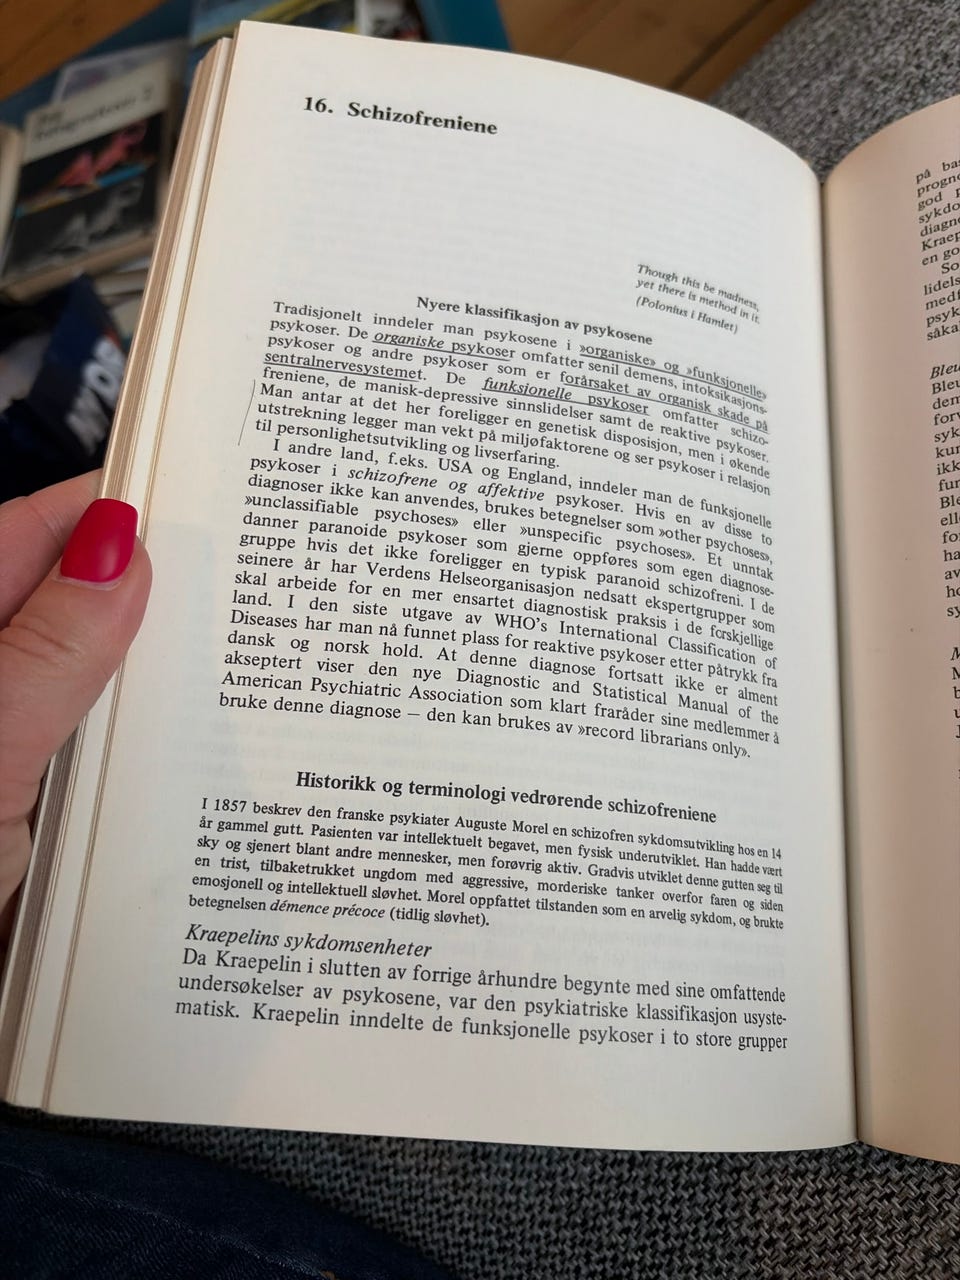 16. Schizofreniene
Though this be madness,
yet there is method in it.
(Polonius i Hamlet)
Nyere klassifikasjon av psykosene
Tradisjonelt inndeler man psykosene i »organiske» og »funksjonelle»
psykoser. De organiske psykoser omfatter senil demens, intoksikasjons-
psykoser og andre psykoser som er forårsaket av organisk skade på
sentralnervesystemet. De funksjonelle psykoser omfatter schizo-
freniene, de manisk-depressive sinnslidelser samt de reaktive psykoser.
Man antar at det her foreligger en genetisk disposisjon, men i økende
utstrekning legger man vekt på miljøfaktorene og ser psykoser i relasjon
til personlighetsutvikling og livserfaring.
I andre land, f.eks. USA og England, inndeler man de funksjonelle
psykoser i schizofrene og affektive psykoser. Hvis en av disse to
diagnoser ikke kan anvendes, brukes betegnelser som »other psychoses»,
»unclassifiable psychoses» eller »unspecific psychoses». Et unntak
danner paranoide psykoser som gjerne oppføres som egen diagnose-
gruppe hvis det ikke foreligger en typisk paranoid schizofreni. I de
seinere år har Verdens Helseorganisasjon nedsatt ekspertgrupper som
skal arbeide for en mer ensartet diagnostisk praksis i de forskjellige
land. I den siste utgave av WHO's International Classification of
Diseases har man nå funnet plass for reaktive psykoser etter påtrykk fra
dansk og norsk hold. At denne diagnose fortsatt ikke er alment
akseptert viser den nye Diagnostic and Statistical Manual of the
American Psychiatric Association som klart fraråder sine medlemmer å
bruke denne diagnose – den kan brukes av »record librarians only».
Historikk og terminologi vedrørende schizofreniene
I 1857 beskrev den franske psykiater Auguste Morel en schizofren sykdomsutvikling hos en 14
år gammel gutt. Pasienten var intellektuelt begavet, men fysisk underutviklet. Han hadde vært
sky og sjenert blant andre mennesker, men forøvrig aktiv. Gradvis utviklet denne gutten seg til
en trist, tilbaketrukket ungdom med aggressive, morderiske tanker overfor faren og siden
emosjonell og intellektuell sløvhet. Morel oppfattet tilstanden som en arvelig sykdom, og brukte
betegnelsen démence précoce (tidlig sløvhet).
Kraepelins sykdomsenheter
Da Kraepelin i slutten av forrige århundre begynte med sine omfattende
undersøkelser av psykosene, var den psykiatriske klassifikasjon usyste-
matisk. Kraepelin inndelte de funksjonelle psykoser i to store grupper